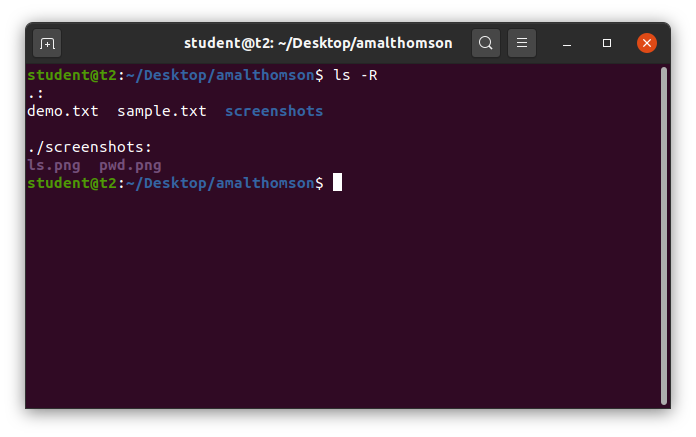 student@t2: ~/Desktop/amalthomson
student@t2:~/Desktop/amalthomson$ ls -R
.:
demo.txt  sample.txt  screenshots

./screenshots:
ls.png  pwd.png
student@t2:~/Desktop/amalthomson$